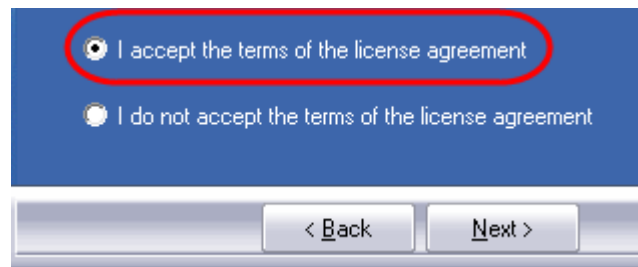 I accept the terms of the license agreement
I do not accept the terms of the license agreement
< Back Next >